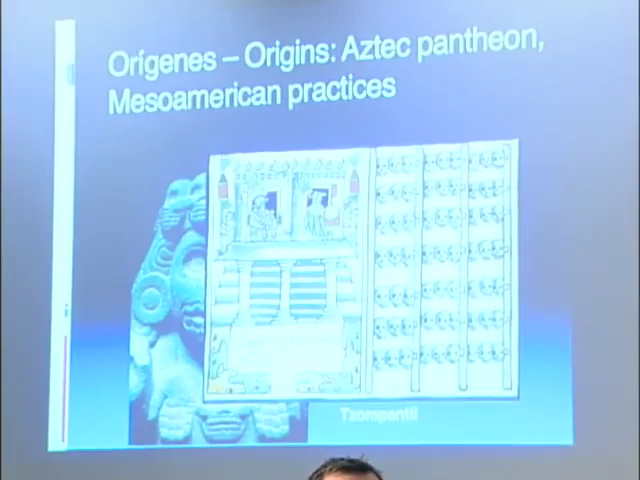 Orígenes – Origins: Aztec pantheon,
Mesoamerican practices
Tzompantli